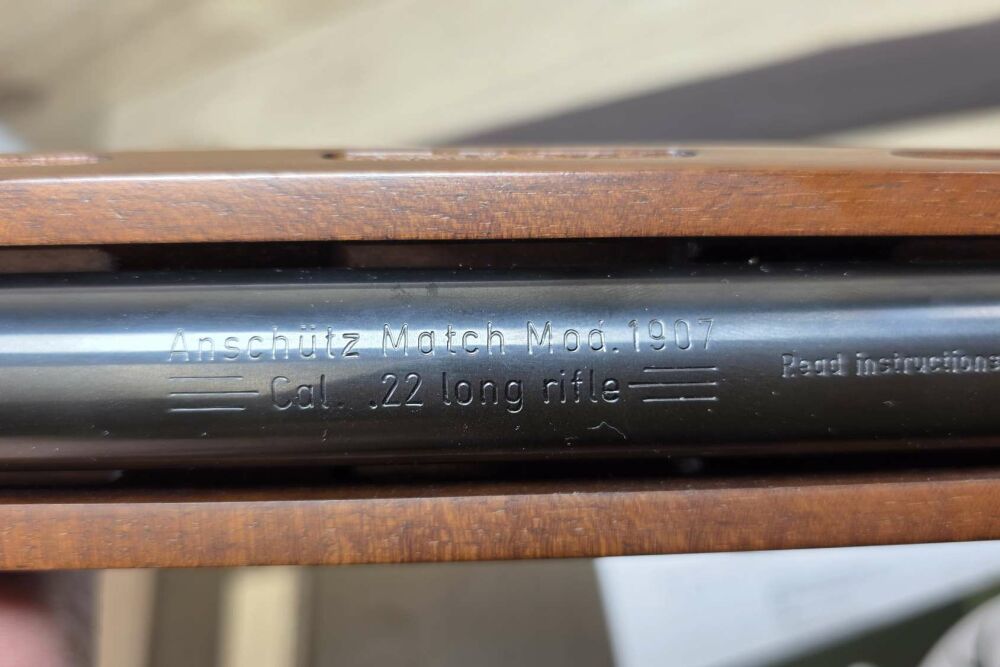 Anschütz Match Mod. 1907
Cal. .22 long rifle
Read instructions